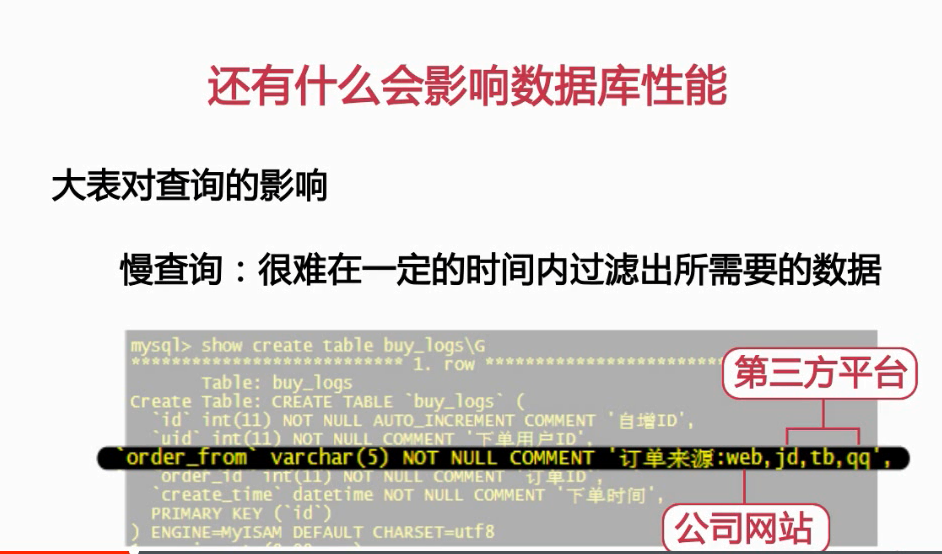 还有什么会影响数据库性能
大表对查询的影响
慢查询：很难在一定的时间内过滤出所需要的数据
mysql> show create table buy_logs\G
*************************** 1. row ***********************
第三方平台
Table: buy_logs
Create Table: CREATE TABLE `buy_logs` (
`id` int(11) NOT NULL AUTO_INCREMENT COMMENT '自增ID',
`uid` int(11) NOT NULL COMMENT '下单用户ID',
`order_from` varchar(5) NOT NULL COMMENT '订单来源:web,jd,tb,qq',
`order_id` int(11) NOT NULL COMMENT '订单ID',
`create_time` datetime NOT NULL COMMENT '下单时间',
PRIMARY KEY (`id`)
公司网站
) ENGINE=MyISAM DEFAULT CHARSET=utf8